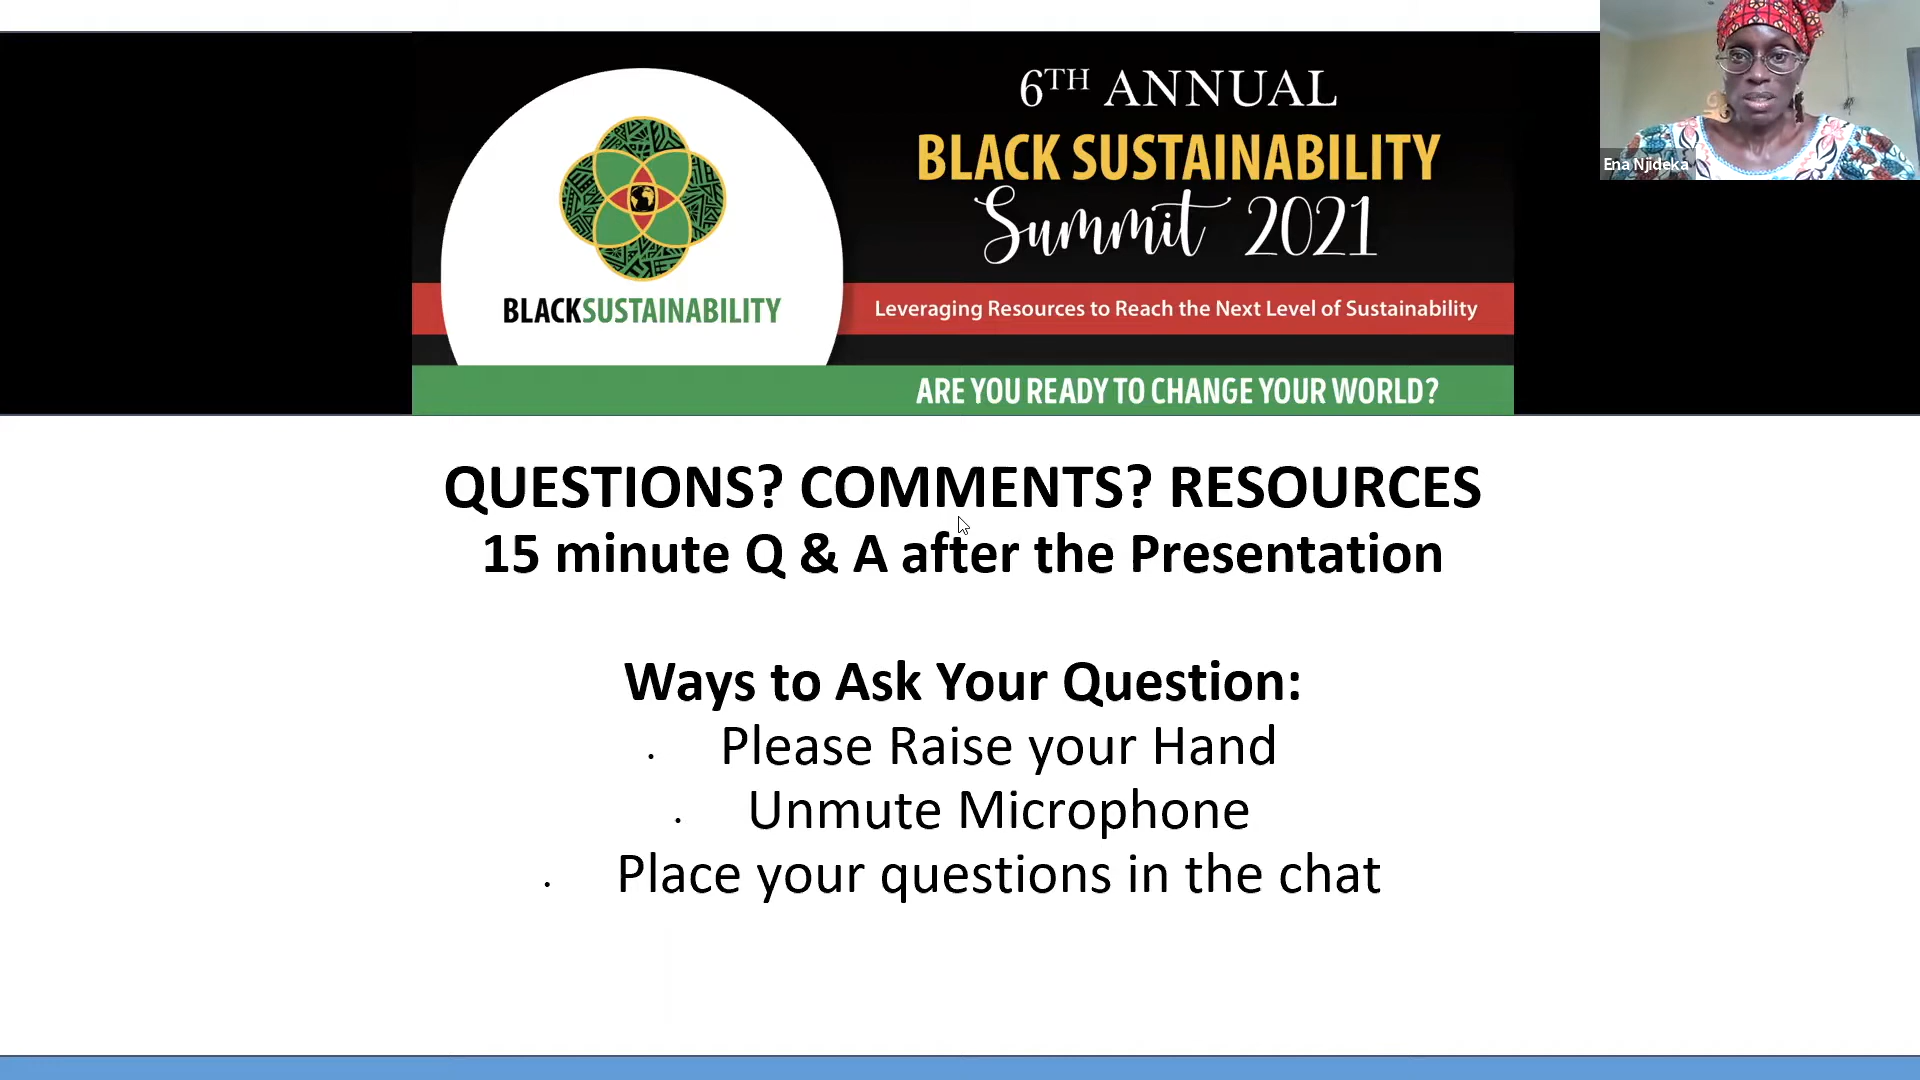 6TH ANNUAL
BLACK SUSTAINABILITY
Summit 2021
BLACKSUSTAINABILITY
Leveraging Resources to Reach the Next Level of Sustainability
ARE YOU READY TO CHANGE YOUR WORLD?
Ena Njideka
QUESTIONS? COMMENTS? RESOURCES
15 minute Q & A after the Presentation
Ways to Ask Your Question:
· Please Raise your Hand
· Unmute Microphone
· Place your questions in the chat